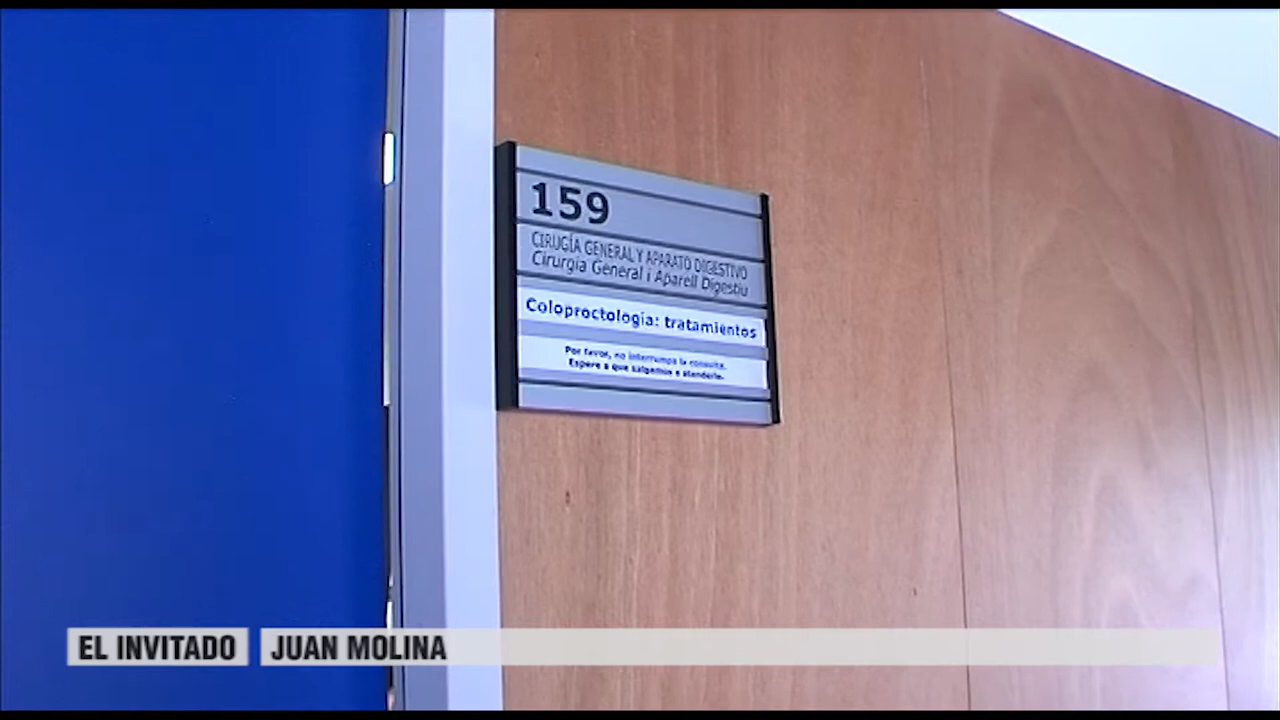 159
CIRUGÍA GENERAL Y APARATO DIGESTIVO
Cirurgia General i Aparell Digestiu
Coloproctología: tratamientos
Por favor, no interrumpa la consulta.
Espere a que salgamos a atenderle.
EL INVITADO JUAN MOLINA